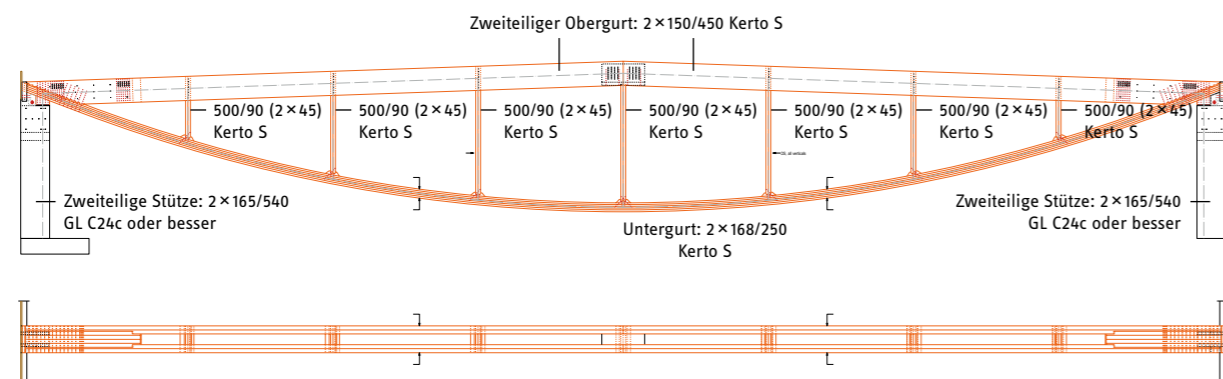 Zweiteiliger Obergurt: 2×150/450 Kerto S
500/90 (2×45)
Kerto S
500/90 (2×45)
Kerto S
500/90 (2×45)
Kerto S
500/90 (2×45)
Kerto S
500/90 (2×45)
Kerto S
500/90 (2×45)
Kerto S
500/90 (2×45)
Kerto S
Zweiteilige Stütze: 2×165/540
GL C24c oder besser
Untergurt: 2×168/250
Kerto S
Zweiteilige Stütze: 2×165/540
GL C24c oder besser